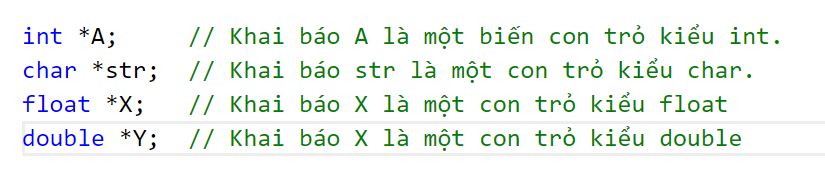 int *A;     // Khai báo A là một biến con trỏ kiểu int.
char *str;  // Khai báo str là một con trỏ kiểu char.
float *X;   // Khai báo X là một con trỏ kiểu float
double *Y;  // Khai báo X là một con trỏ kiểu double